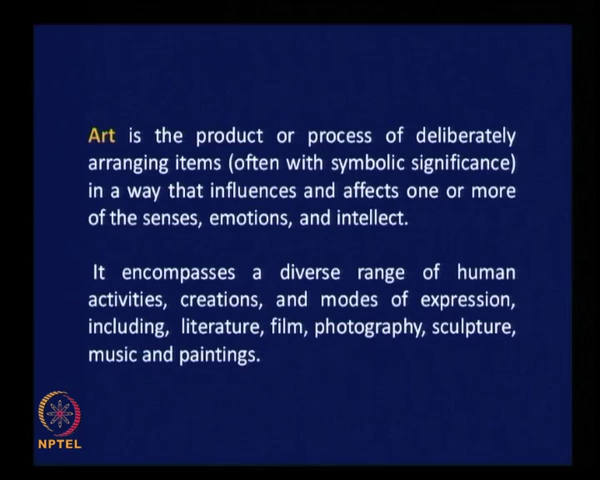 Art is the product or process of deliberately
arranging items (often with symbolic significance)
in a way that influences and affects one or more
of the senses, emotions, and intellect.
It encompasses a diverse range of human
activities, creations, and modes of expression,
including, literature, film, photography, sculpture,
music and paintings.
NPTEL